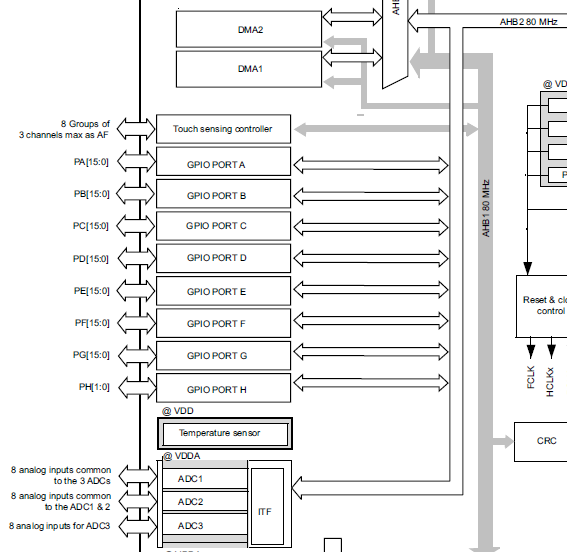 AHB
DMA2
AHB2 80 MHz
DMA1
@ VD
8 Groups of
3 channels max as AF
Touch sensing controller
PA[15:0]
GPIO PORT A
P
PB[15:0]
GPIO PORT B
AHB1 80 MHz
PC[15:0]
GPIO PORT C
PD[15:0]
GPIO PORT D
PE[15:0]
GPIO PORT E
Reset & clo
control
PF[15:0]
GPIO PORT F
PG[15:0]
GPIO PORT G
FCLK
HCLKx
PH[1:0]
GPIO PORT H
@ VDD
Temperature sensor
CRC
@ VDDA
8 analog inputs common
to the 3 ADCs
ADC1
8 analog inputs common
to the ADC1 & 2
ADC2
ITF
8 analog inputs for ADC3
ADC3